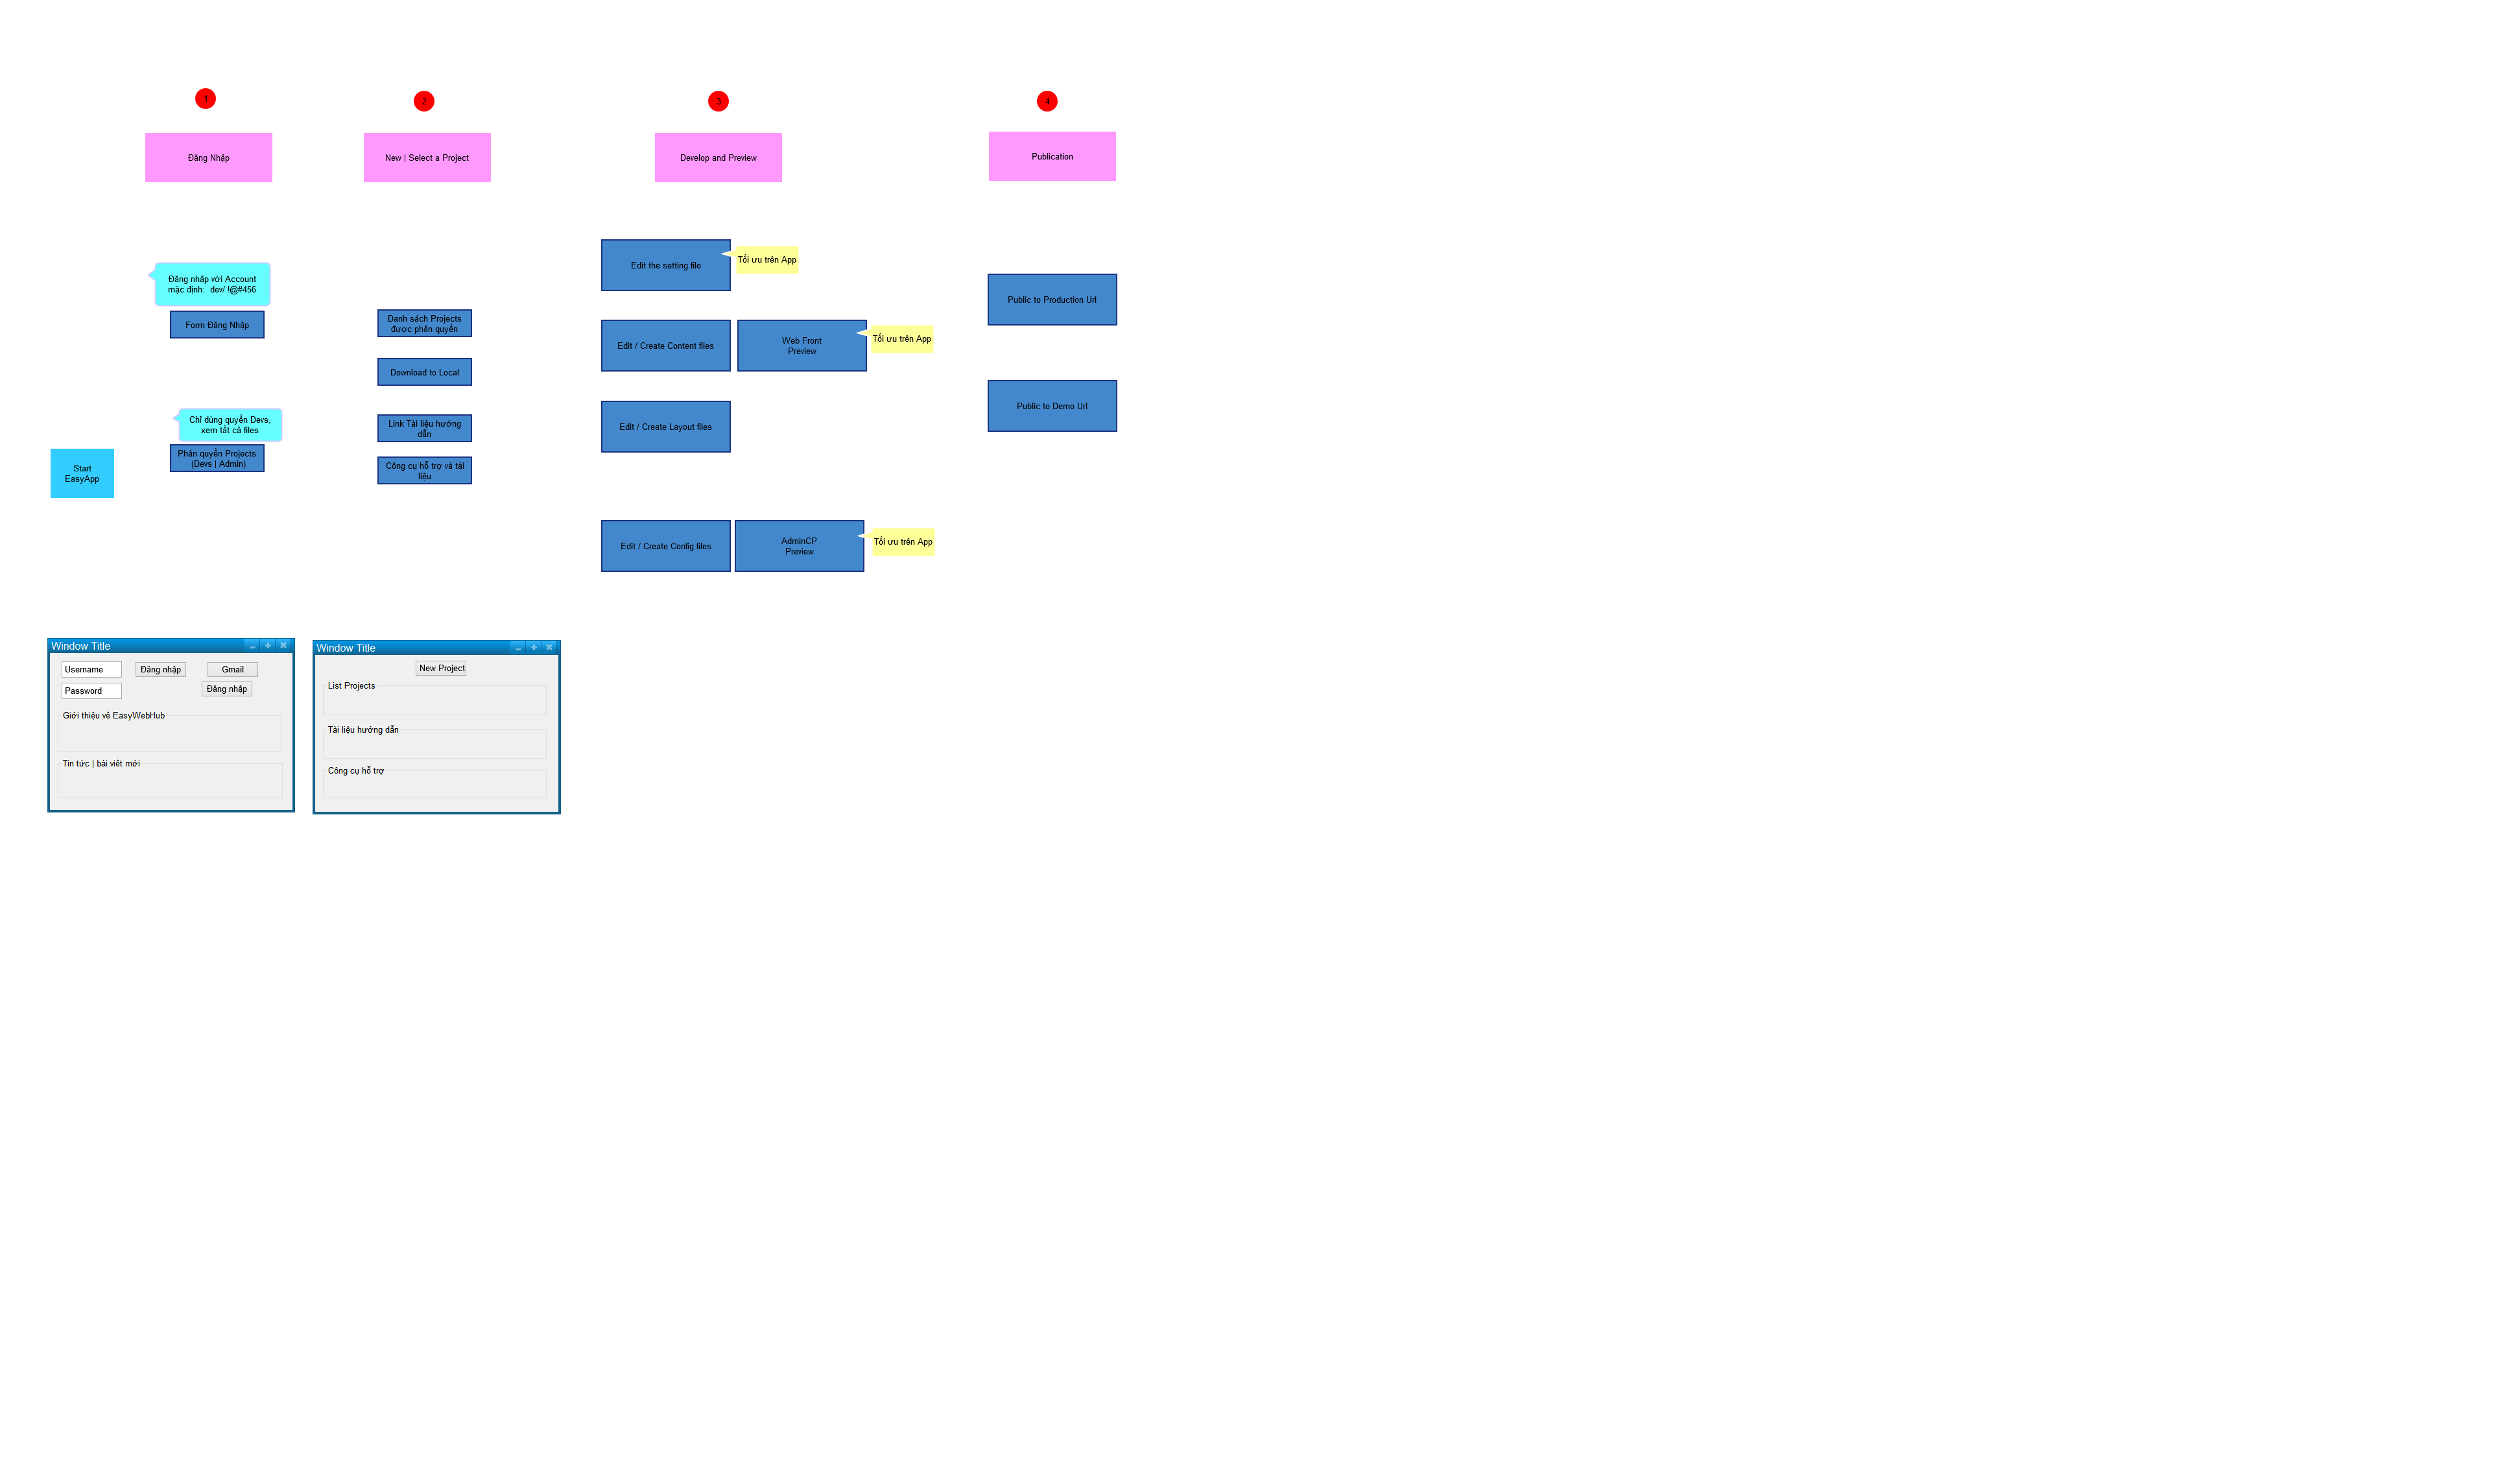 1
2
3
4
Đăng Nhập
New | Select a Project
Develop and Preview
Publication
Đăng nhập với Account
mặc định:  dev/ !@#456
Form Đăng Nhập
Chỉ dùng quyền Devs,
xem tất cả files
Phân quyền Projects
(Devs | Admin)
Start
EasyApp
Danh sách Projects
được phân quyền
Download to Local
Link Tài liệu hướng
dẫn
Công cụ hỗ trợ và tài
liệu
Edit the setting file
Tối ưu trên App
Edit / Create Content files
Web Front
Preview
Tối ưu trên App
Edit / Create Layout files
Edit / Create Config files
AdminCP
Preview
Tối ưu trên App
Public to Production Url
Public to Demo Url
Window Title
Username
Đăng nhập
Gmail
Password
Đăng nhập
Giới thiệu về EasyWebHub
Tin tức | bài viết mới
Window Title
New Project
List Projects
Tài liệu hướng dẫn
Công cụ hỗ trợ